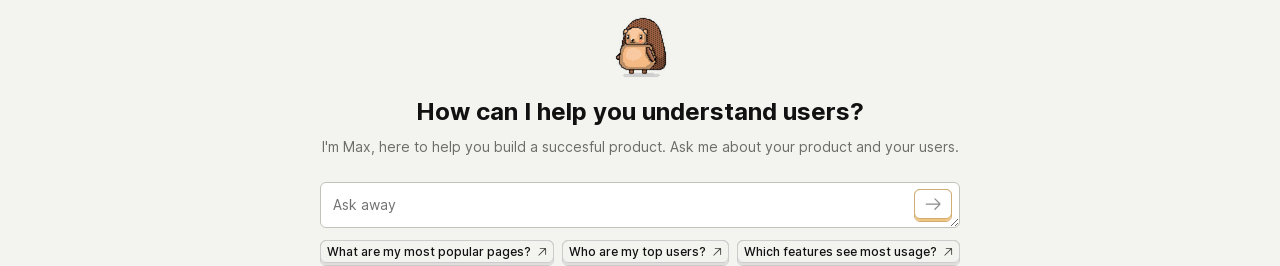 How can I help you understand users?
I'm Max, here to help you build a succesful product. Ask me about your product and your users.
Ask away
What are my most popular pages? Who are my top users? Which features see most usage?